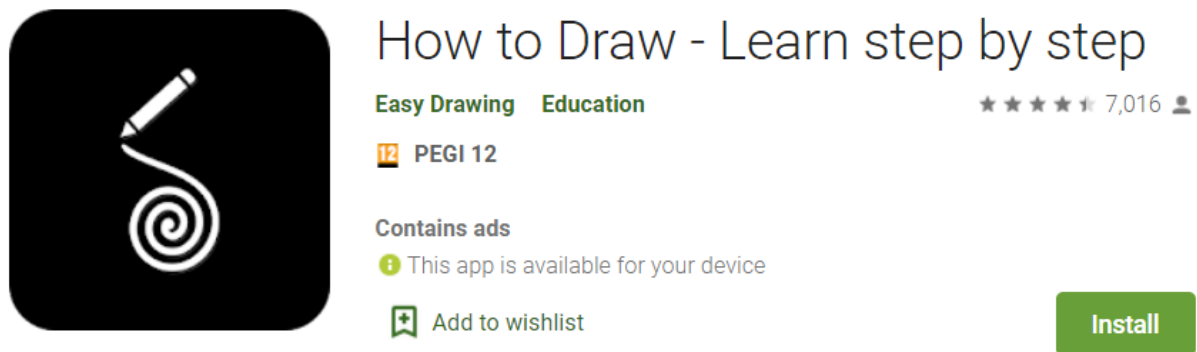 How to Draw - Learn step by step
Easy Drawing Education 7,016
12 PEGI 12
Contains ads
This app is available for your device
Add to wishlist
Install